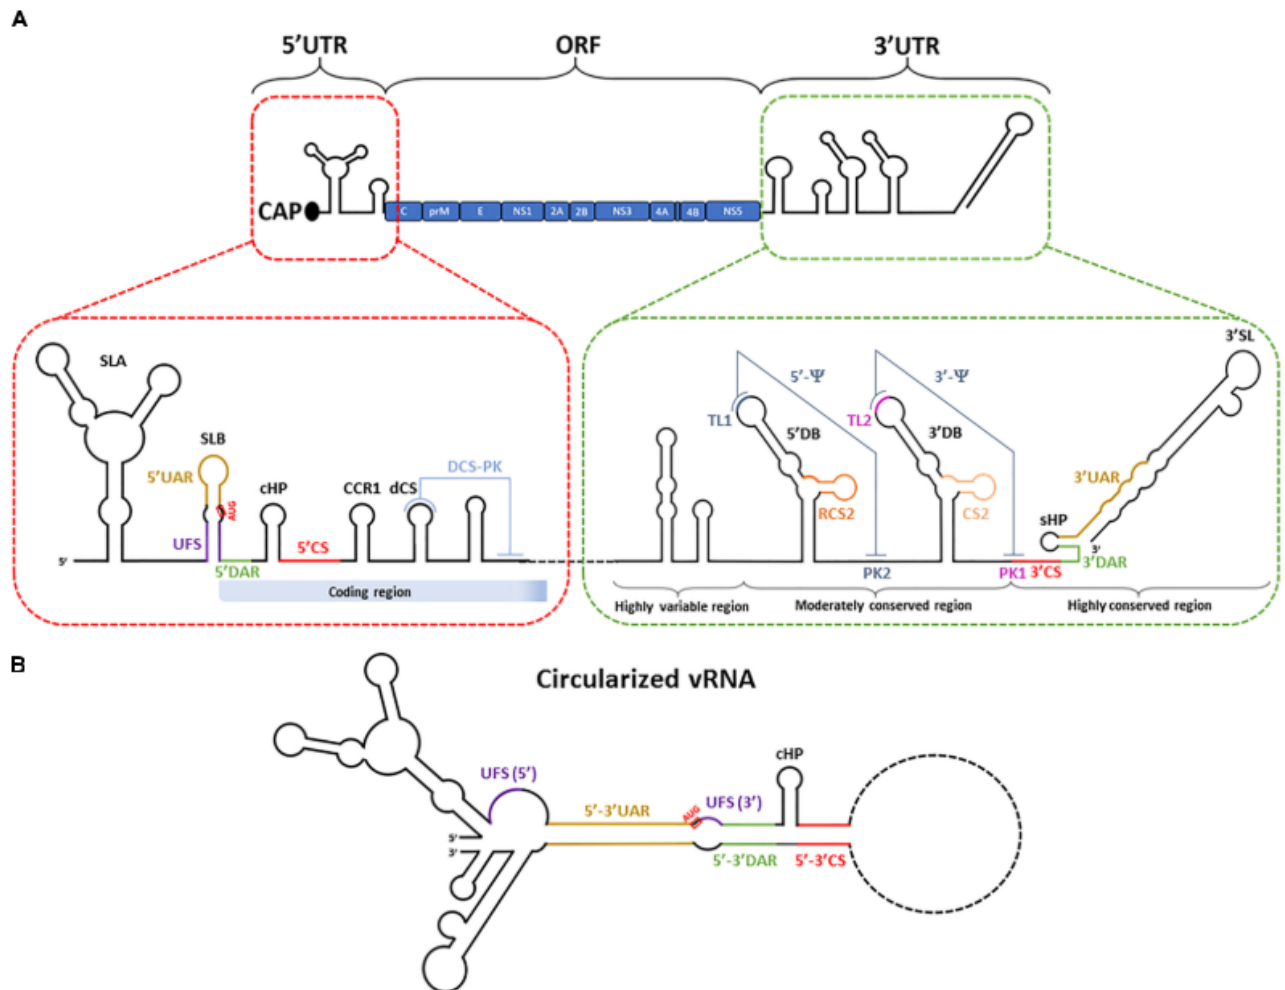 A
5'UTR ORF 3'UTR
CAP C prM E NS1 2A 2B NS3 4A 4B NS5
3'SL
SLA
5'-Ψ 3'-Ψ
TL1 TL2
SLB 5'DB 3'DB
5'UAR DCS-PK 3'UAR
cHP CCR1 dCS
AUG RCS2 CS2 sHP
UFS 5'CS 3'
5' 3'DAR
5'DAR PK2 PK1 3'CS
Coding region
Highly variable region Moderately conserved region Highly conserved region
B
Circularized vRNA
cHP
UFS (5')
5'-3'UAR AUG UFS (3')
5'
3'
5'-3'DAR 5'-3'CS